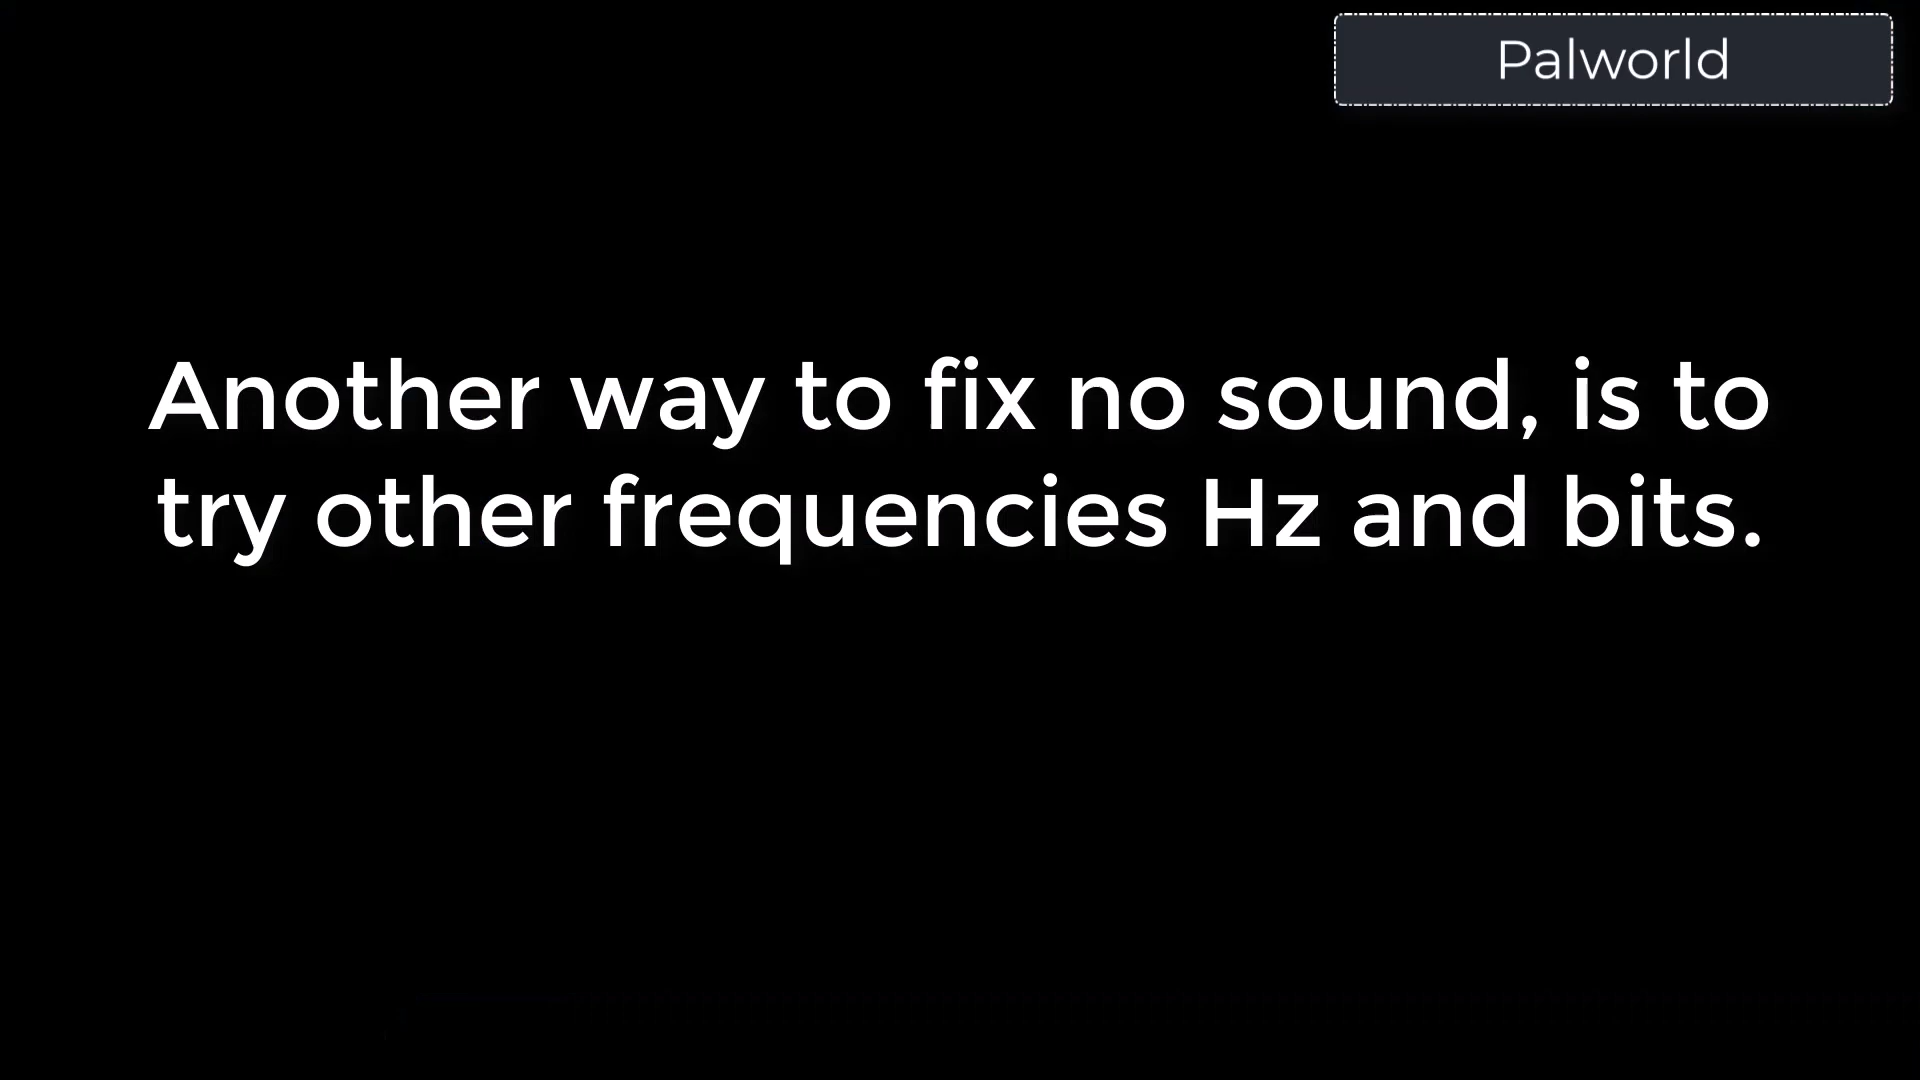 Palworld
Another way to fix no sound, is to
try other frequencies Hz and bits.